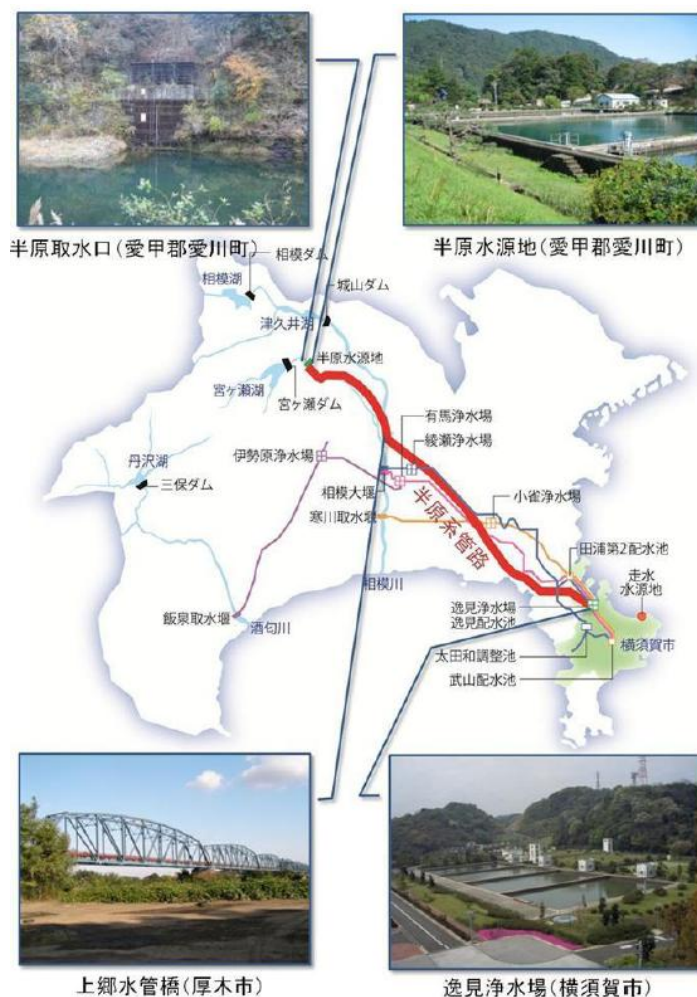 半原取水口(愛甲郡愛川町)
半原水源地(愛甲郡愛川町)
相模ダム
相模湖
城山ダム
津久井湖
半原水源地
宮ヶ瀬湖
宮ヶ瀬ダム
有馬浄水場
綾瀬浄水場
伊勢原浄水場
丹沢湖
三保ダム
相模大堰
小雀浄水場
寒川取水堰
半原系管路
田浦第2配水池
走水
水源地
相模川
逸見浄水場
逸見配水池
飯泉取水堰
酒匂川
横須賀市
太田和調整池
武山配水池
上郷水管橋(厚木市)
逸見浄水場(横須賀市)